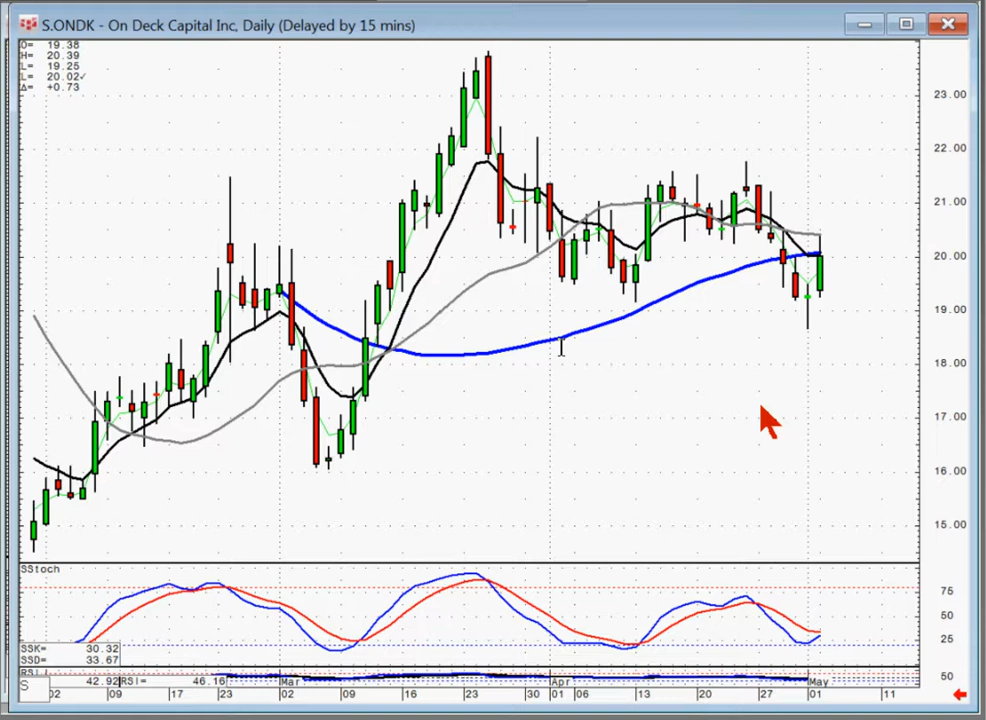 S.ONDK - On Deck Capital Inc, Daily (Delayed by 15 mins)
O= 19.38
H= 20.39
L= 19.25
L= 20.02✓
Δ= +0.73
23.00
22.00
21.00
20.00
19.00
18.00
17.00
16.00
15.00
SStoch
75
50
25
SSK= 30.32
SSD= 33.67
RSI 42.92 RSI= 46.16
50
S
02 09 17 23 02 Mar 09 16 23 30 01 Apr 06 13 20 27 01 May 11